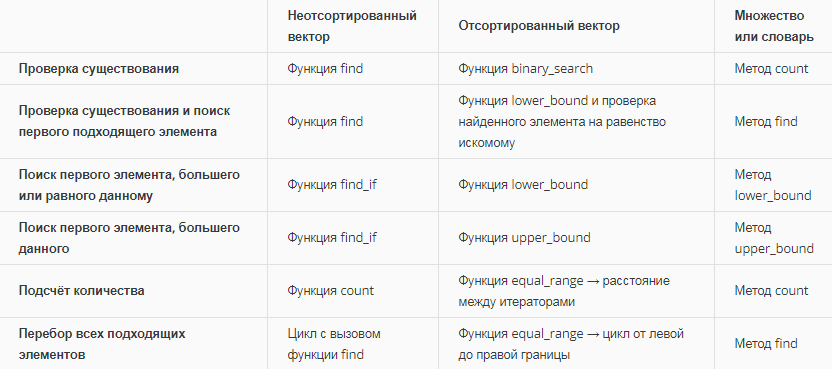 Неотсортированный вектор
Отсортированный вектор
Множество или словарь
Проверка существования
Функция find
Функция binary_search
Метод count
Проверка существования и поиск
первого подходящего элемента
Функция find
Функция lower_bound и проверка
найденного элемента на равенство
искомому
Метод find
Поиск первого элемента, большего
или равного данному
Функция find_if
Функция lower_bound
Метод
lower_bound
Поиск первого элемента, большего
данного
Функция find_if
Функция upper_bound
Метод
upper_bound
Подсчёт количества
Функция count
Функция equal_range → расстояние
между итераторами
Метод count
Перебор всех подходящих
элементов
Цикл с вызовом
функции find
Функция equal_range → цикл от левой
до правой границы
Метод find